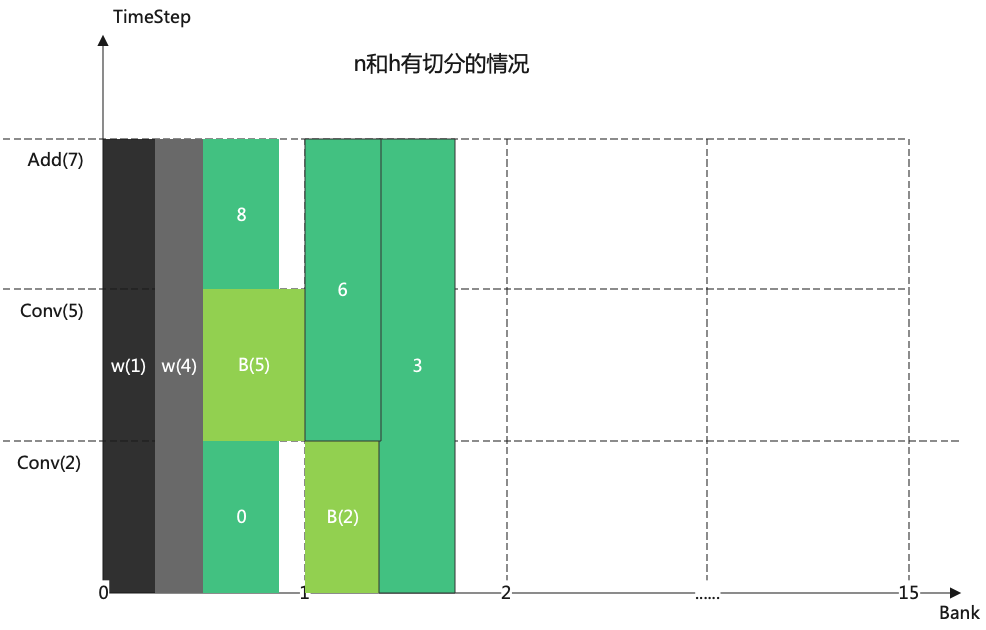 TimeStep
n和h有切分的情况
Add(7)
8
6
Conv(5)
w(1)
w(4)
B(5)
3
Conv(2)
0
B(2)
0
1
2
......
15
Bank